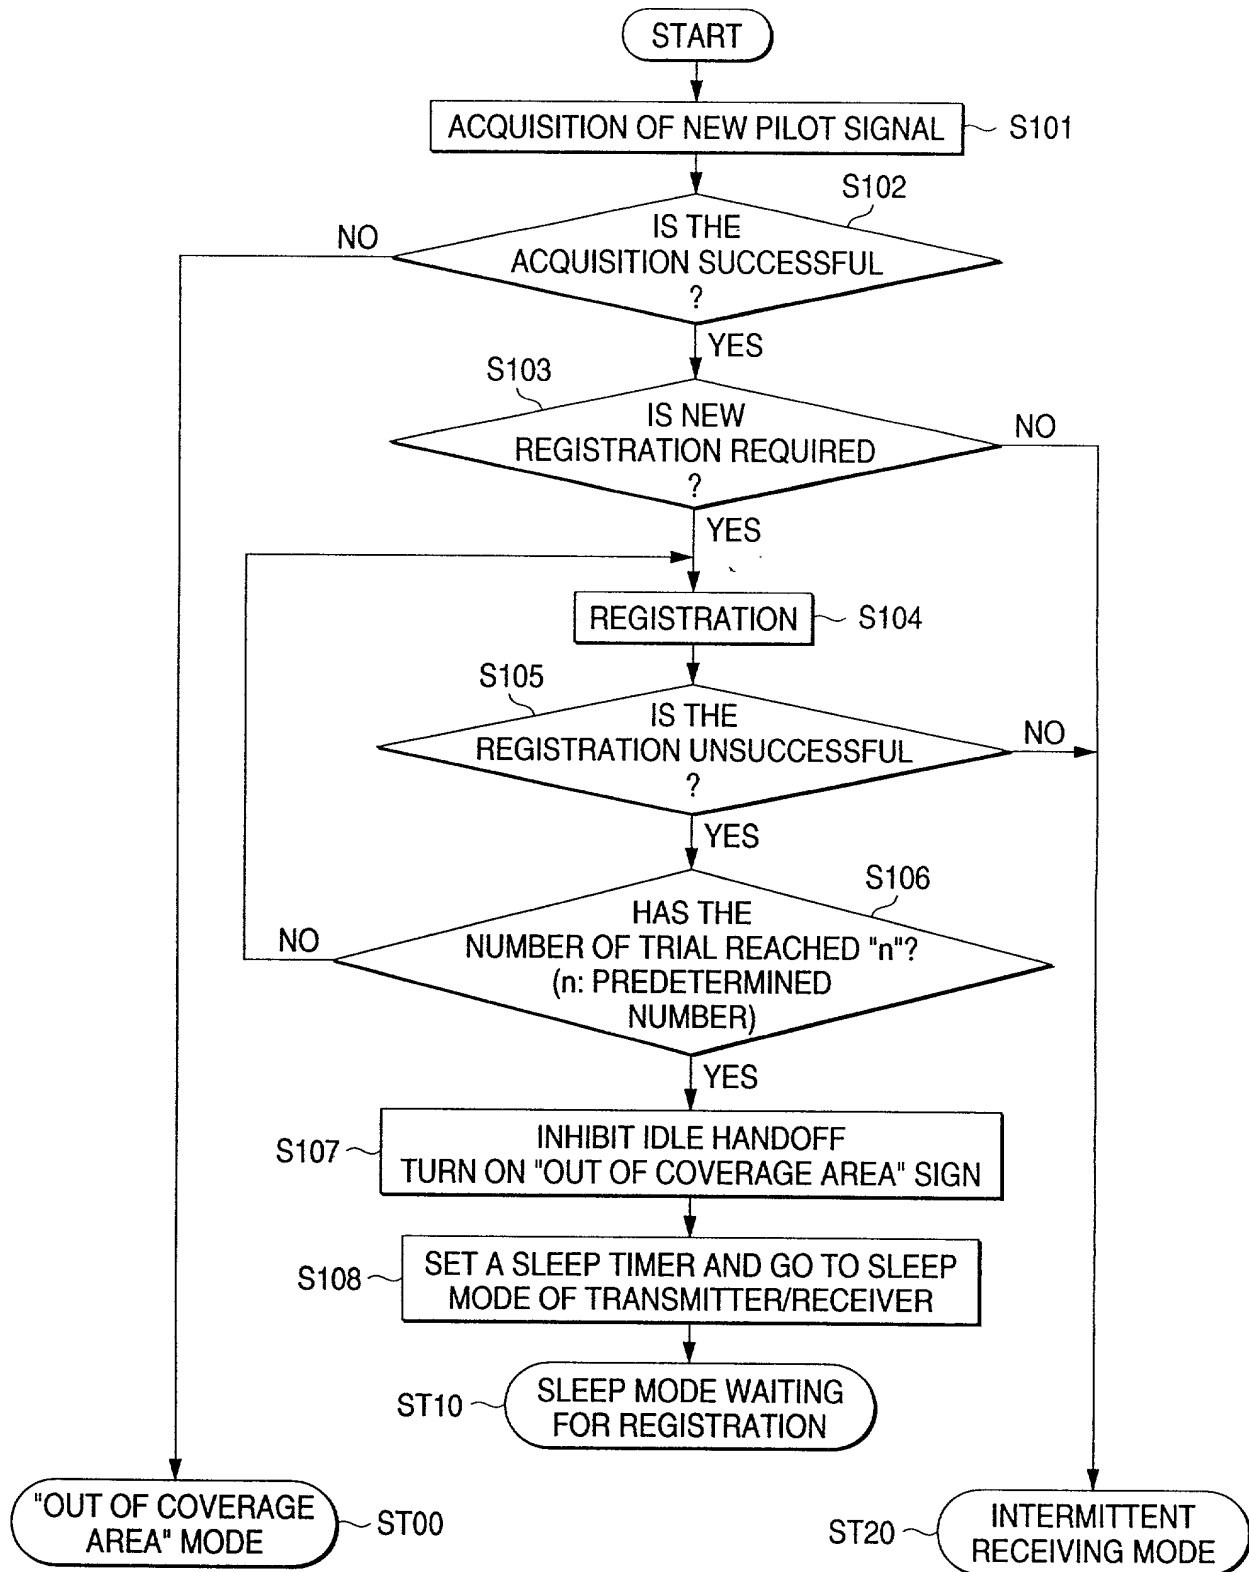 START
ACQUISITION OF NEW PILOT SIGNAL
S101
S102
IS THE
ACQUISITION SUCCESSFUL
?
NO
YES
S103
IS NEW
REGISTRATION REQUIRED
?
NO
YES
REGISTRATION
S104
S105
IS THE
REGISTRATION UNSUCCESSFUL
?
NO
YES
S106
HAS THE
NUMBER OF TRIAL REACHED "n"?
(n: PREDETERMINED
NUMBER)
NO
YES
S107
INHIBIT IDLE HANDOFF
TURN ON "OUT OF COVERAGE AREA" SIGN
S108
SET A SLEEP TIMER AND GO TO SLEEP
MODE OF TRANSMITTER/RECEIVER
ST10
SLEEP MODE WAITING
FOR REGISTRATION
"OUT OF COVERAGE
AREA" MODE
ST00
ST20
INTERMITTENT
RECEIVING MODE